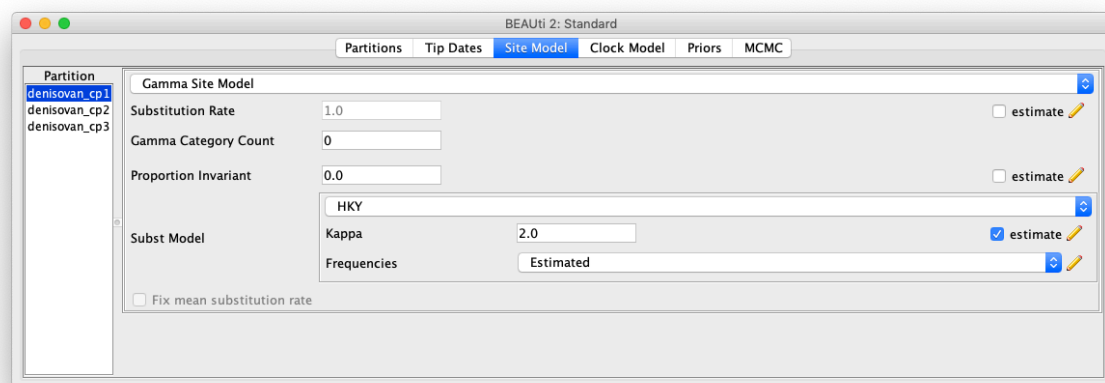 BEAUti 2: Standard
Partitions Tip Dates Site Model Clock Model Priors MCMC
Partition
denisovan_cp1
denisovan_cp2
denisovan_cp3
Gamma Site Model
Substitution Rate 1.0 estimate
Gamma Category Count 0
Proportion Invariant 0.0 estimate
Subst Model
HKY
Kappa 2.0 estimate
Frequencies Estimated
Fix mean substitution rate